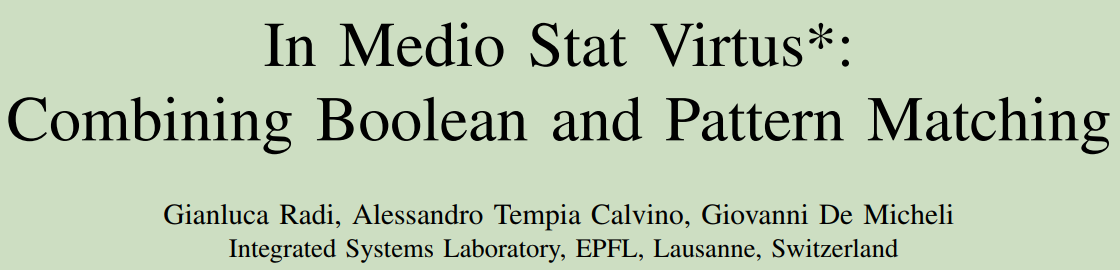 In Medio Stat Virtus*:
Combining Boolean and Pattern Matching
Gianluca Radi, Alessandro Tempia Calvino, Giovanni De Micheli
Integrated Systems Laboratory, EPFL, Lausanne, Switzerland